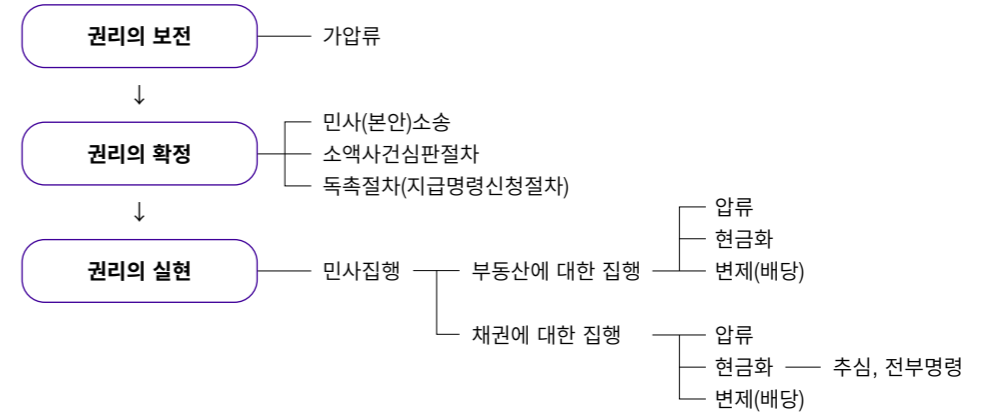 권리의 보전
가압류
↓
권리의 확정
민사(본안)소송
소액사건심판절차
독촉절차(지급명령신청절차)
↓
권리의 실현
민사집행
부동산에 대한 집행
압류
현금화
변제(배당)
채권에 대한 집행
압류
현금화
추심, 전부명령
변제(배당)